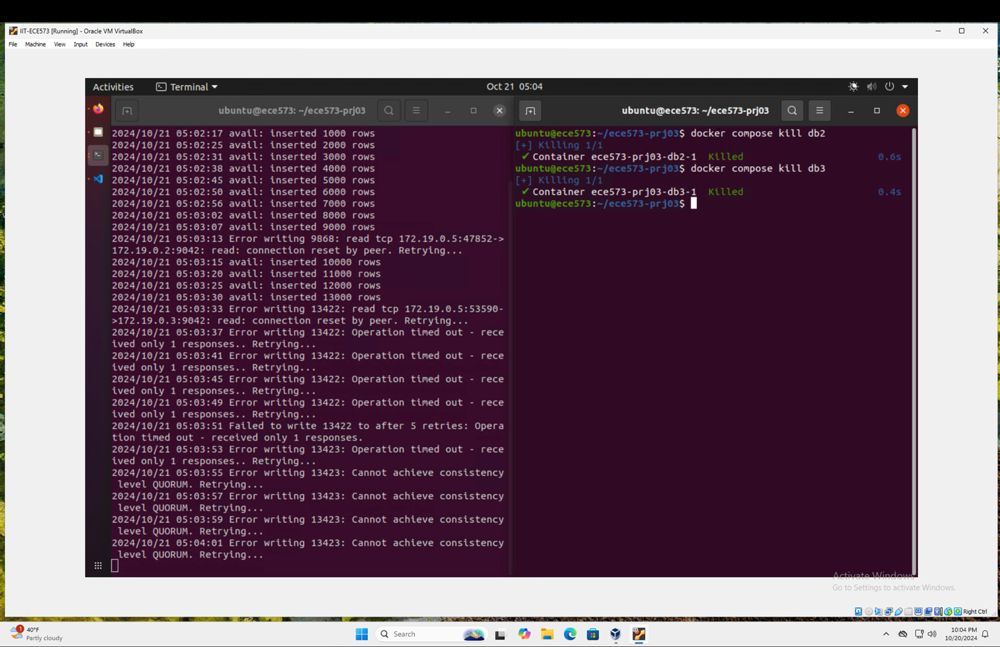 IIT-ECE573 [Running] - Oracle VM VirtualBox
File Machine View Input Devices Help
Activities Terminal Oct 21 05:04
ubuntu@ece573: ~/ece573-prj03
2024/10/21 05:02:17 avail: inserted 1000 rows
2024/10/21 05:02:25 avail: inserted 2000 rows
2024/10/21 05:02:31 avail: inserted 3000 rows
2024/10/21 05:02:38 avail: inserted 4000 rows
2024/10/21 05:02:45 avail: inserted 5000 rows
2024/10/21 05:02:50 avail: inserted 6000 rows
2024/10/21 05:02:56 avail: inserted 7000 rows
2024/10/21 05:03:02 avail: inserted 8000 rows
2024/10/21 05:03:07 avail: inserted 9000 rows
2024/10/21 05:03:13 Error writing 9868: read tcp 172.19.0.5:47852->
172.19.0.2:9042: read: connection reset by peer. Retrying...
2024/10/21 05:03:15 avail: inserted 10000 rows
2024/10/21 05:03:20 avail: inserted 11000 rows
2024/10/21 05:03:25 avail: inserted 12000 rows
2024/10/21 05:03:30 avail: inserted 13000 rows
2024/10/21 05:03:33 Error writing 13422: read tcp 172.19.0.5:53590-
>172.19.0.3:9042: read: connection reset by peer. Retrying...
2024/10/21 05:03:37 Error writing 13422: Operation timed out - rece
ived only 1 responses.. Retrying...
2024/10/21 05:03:41 Error writing 13422: Operation timed out - rece
ived only 1 responses.. Retrying...
2024/10/21 05:03:45 Error writing 13422: Operation timed out - rece
ived only 1 responses.. Retrying...
2024/10/21 05:03:49 Error writing 13422: Operation timed out - rece
ived only 1 responses.. Retrying...
2024/10/21 05:03:51 Failed to write 13422 to after 5 retries: Opera
tion timed out - received only 1 responses.
2024/10/21 05:03:53 Error writing 13423: Operation timed out - rece
ived only 1 responses.. Retrying...
2024/10/21 05:03:55 Error writing 13423: Cannot achieve consistency
level QUORUM. Retrying...
2024/10/21 05:03:57 Error writing 13423: Cannot achieve consistency
level QUORUM. Retrying...
2024/10/21 05:03:59 Error writing 13423: Cannot achieve consistency
level QUORUM. Retrying...
2024/10/21 05:04:01 Error writing 13423: Cannot achieve consistency
level QUORUM. Retrying...
ubuntu@ece573: ~/ece573-prj03
ubuntu@ece573:~/ece573-prj03$ docker compose kill db2
[+] Killing 1/1
✔ Container ece573-prj03-db2-1 Killed 0.6s
ubuntu@ece573:~/ece573-prj03$ docker compose kill db3
[+] Killing 1/1
✔ Container ece573-prj03-db3-1 Killed 0.4s
ubuntu@ece573:~/ece573-prj03$
Activate Windows
Go to Settings to activate Windows.
Right Ctrl
1
40°F
Partly cloudy
Search
10:04 PM
10/20/2024